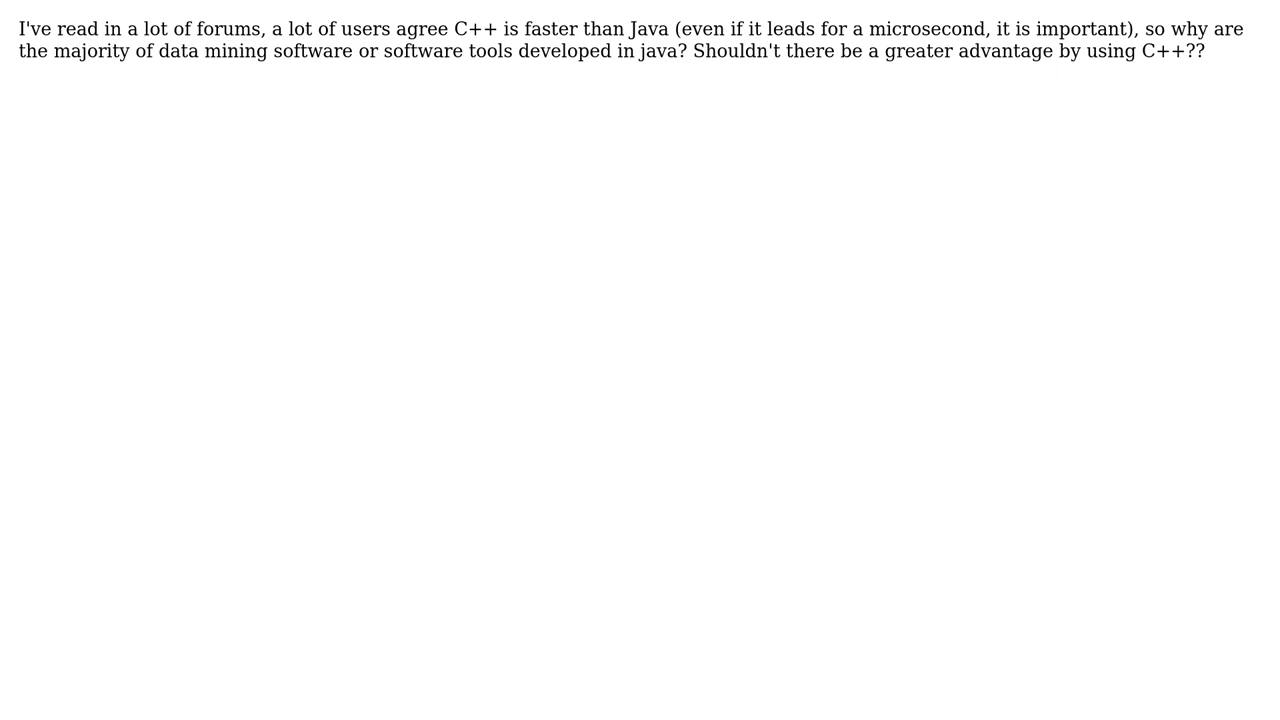 I've read in a lot of forums, a lot of users agree C++ is faster than Java (even if it leads for a microsecond, it is important), so why are
the majority of data mining software or software tools developed in java? Shouldn't there be a greater advantage by using C++??